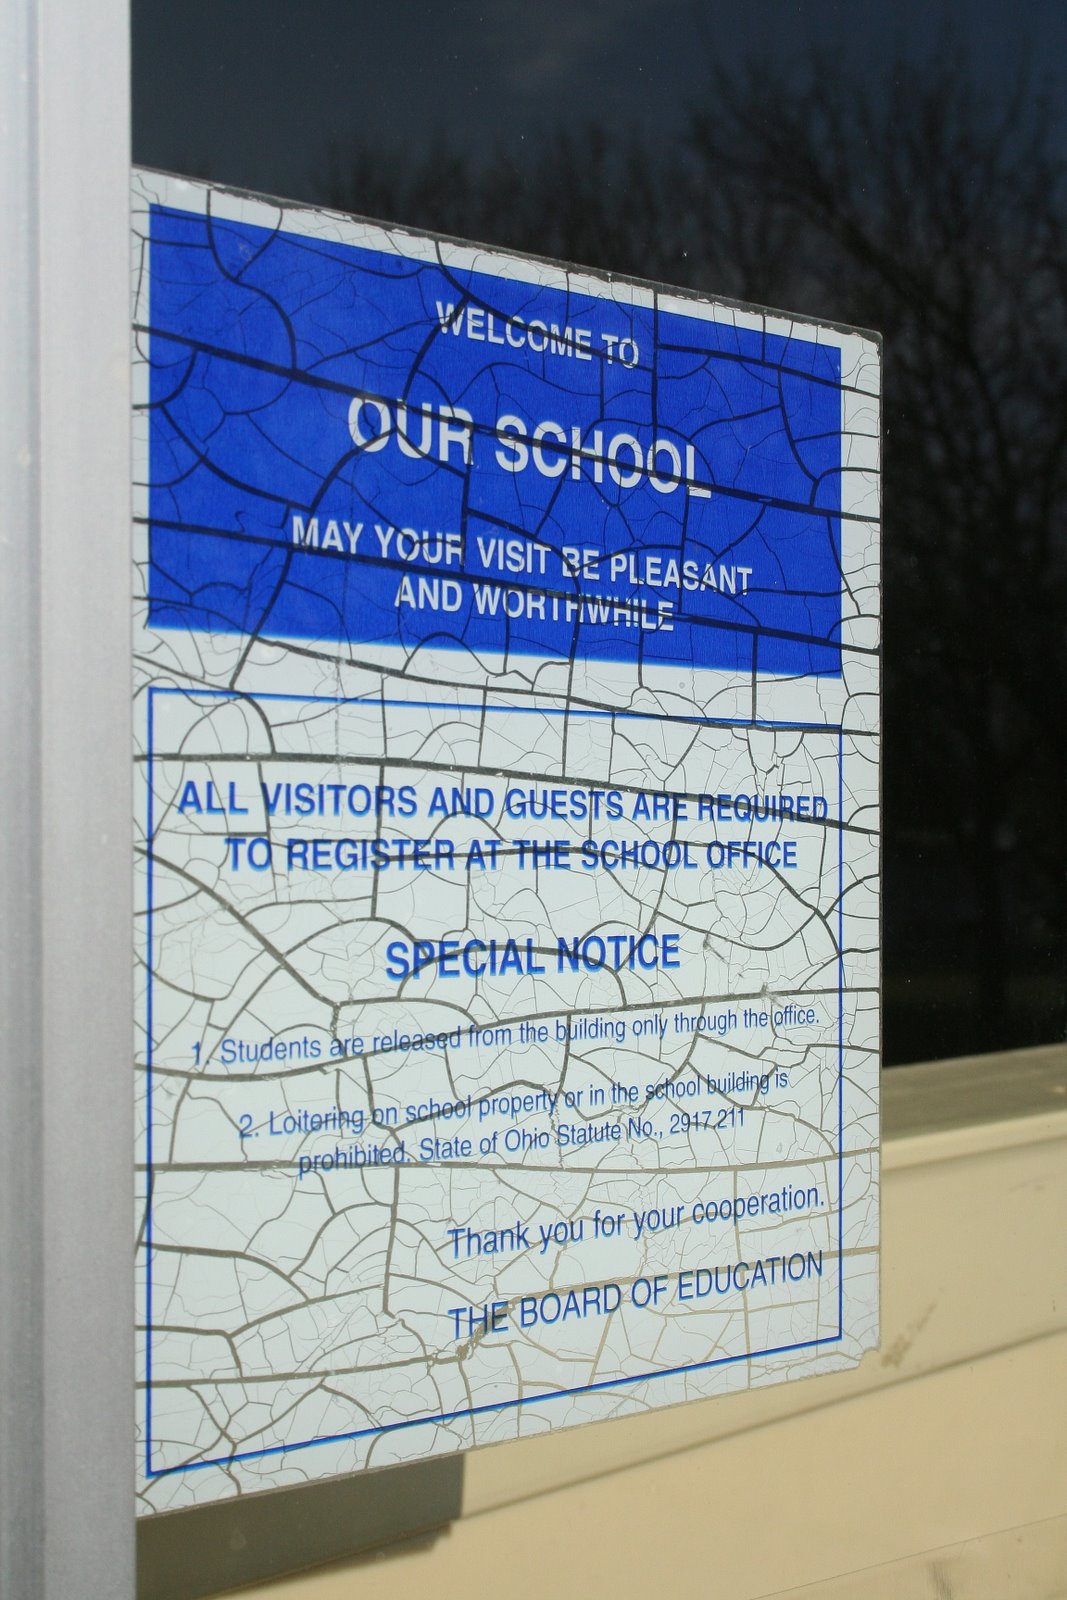 WELCOME TO
OUR SCHOOL
MAY YOUR VISIT BE PLEASANT
AND WORTHWHILE
ALL VISITORS AND GUESTS ARE REQUIRED
TO REGISTER AT THE SCHOOL OFFICE
SPECIAL NOTICE
1. Students are released from the building only through the office.
2. Loitering on school property or in the school building is
prohibited. State of Ohio Statute No., 2917.211
Thank you for your cooperation.
THE BOARD OF EDUCATION